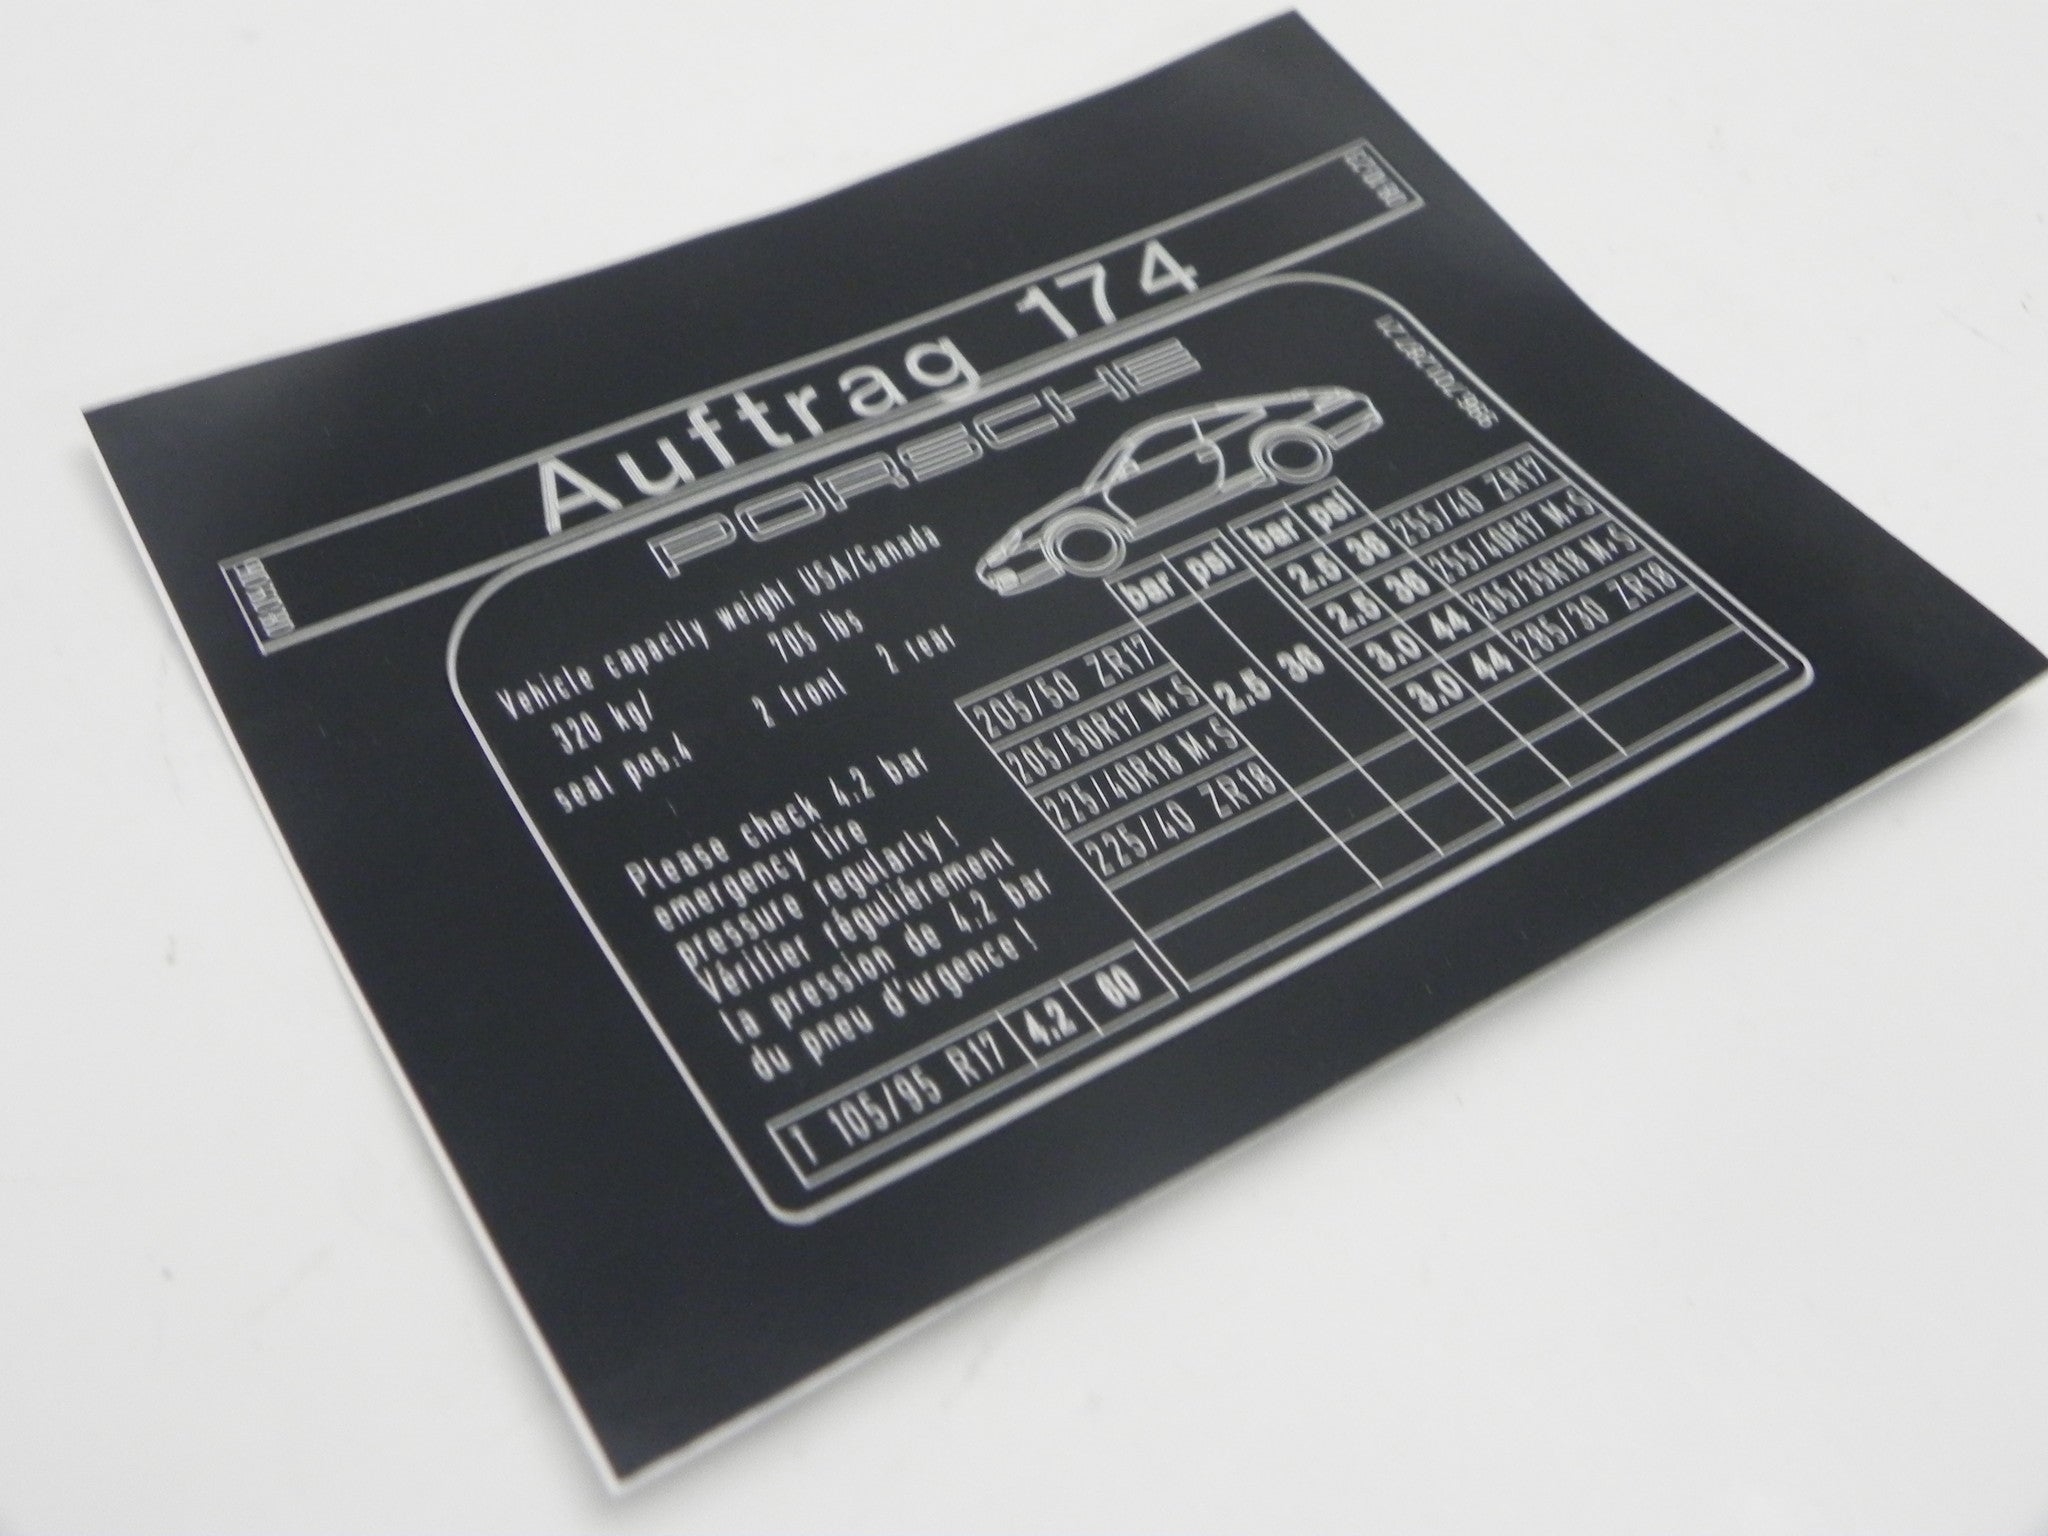 Auftrag 174
PORSCHE
Vehicle capacity weight USA/Canada
320 kg/ 705 lbs
seat pos.4 2 front 2 rear
Please check 4,2 bar
emergency tire
pressure regularly!
Vérifier réguliérement
la pression de 4,2 bar
du pneu d'urgence!
T 105/95 R17 4.2 60
bar psi
205/50 ZR17
205/50R17 M+S 2.5 36
225/40R18 M+S
225/40 ZR18
bar psi
2.5 36 255/40 ZR17
2.5 36 255/40R17 M+S
3.0 44 265/35R18 M+S
3.0 44 285/30 ZR18